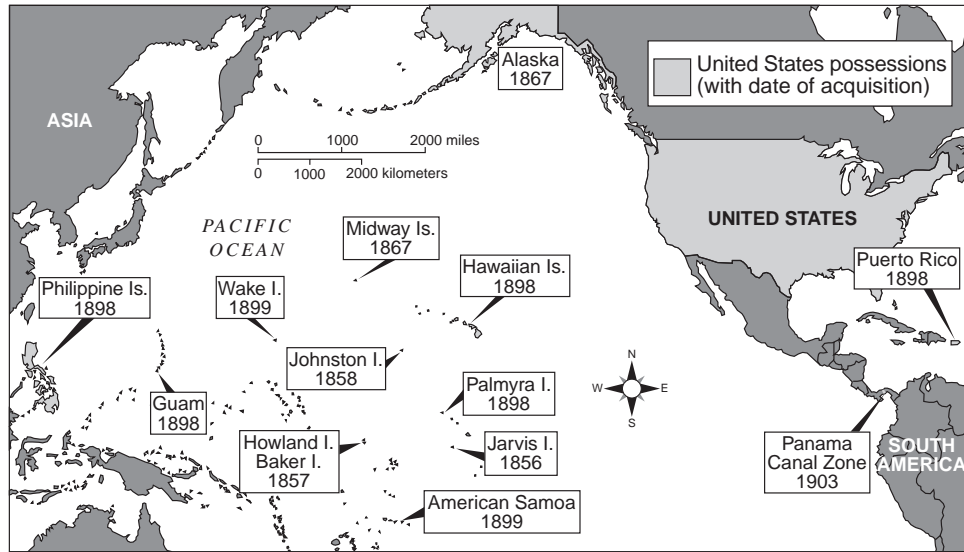 Alaska
1867
United States possessions
(with date of acquisition)
ASIA
0 1000 2000 miles
0 1000 2000 kilometers
PACIFIC
OCEAN
UNITED STATES
Midway Is.
1867
Hawaiian Is.
1898
Puerto Rico
1898
Philippine Is.
1898
Wake I.
1899
Johnston I.
1858
N
W E
S
Palmyra I.
1898
Guam
1898
Howland I.
Baker I.
1857
Jarvis I.
1856
Panama
Canal Zone
1903
SOUTH
AMERICA
American Samoa
1899